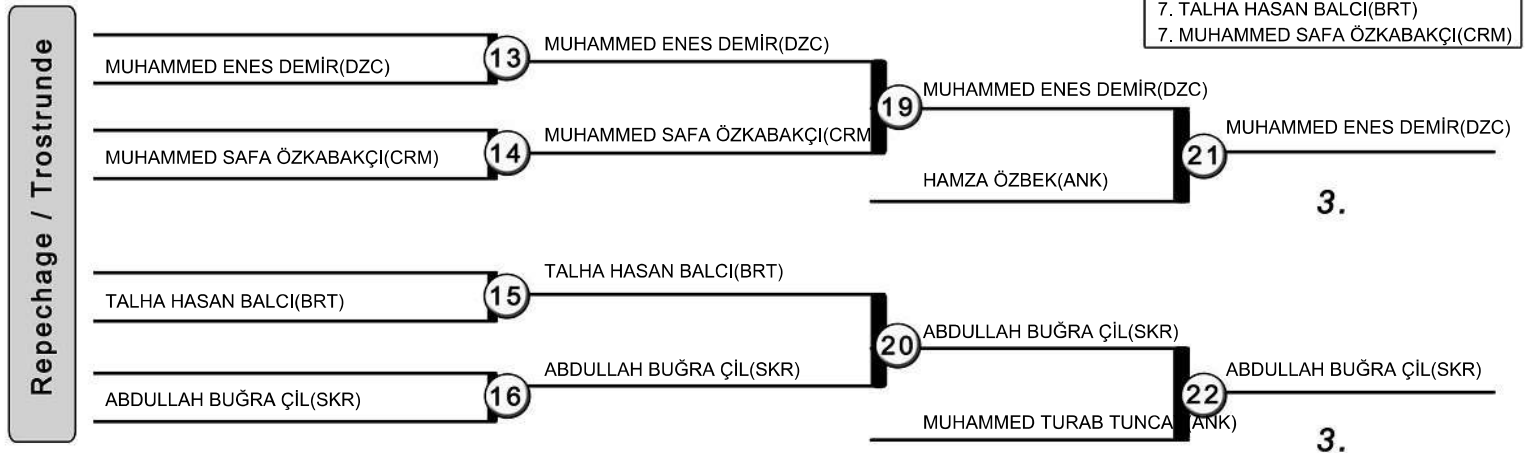 7. TALHA HASAN BALCI(BRT)
7. MUHAMMED SAFA ÖZKABAKÇI(CRM)
Repechage / Trostrunde
MUHAMMED ENES DEMİR(DZC)
13
MUHAMMED ENES DEMİR(DZC)
MUHAMMED SAFA ÖZKABAKÇI(CRM)
14
MUHAMMED SAFA ÖZKABAKÇI(CRM
19
MUHAMMED ENES DEMİR(DZC)
HAMZA ÖZBEK(ANK)
21
MUHAMMED ENES DEMİR(DZC)
3.
TALHA HASAN BALCI(BRT)
15
TALHA HASAN BALCI(BRT)
ABDULLAH BUĞRA ÇİL(SKR)
16
ABDULLAH BUĞRA ÇİL(SKR)
20
ABDULLAH BUĞRA ÇİL(SKR)
MUHAMMED TURAB
22
ABDULLAH BUĞRA ÇİL(SKR)
3.